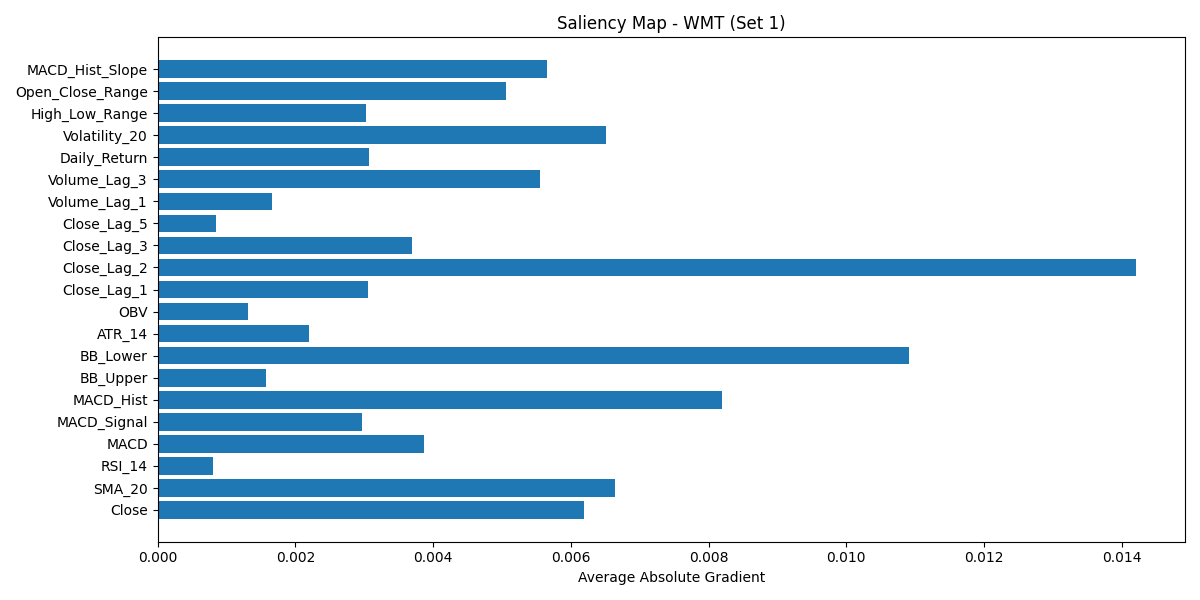 Saliency Map - WMT (Set 1)
MACD_Hist_Slope
Open_Close_Range
High_Low_Range
Volatility_20
Daily_Return
Volume_Lag_3
Volume_Lag_1
Close_Lag_5
Close_Lag_3
Close_Lag_2
Close_Lag_1
OBV
ATR_14
BB_Lower
BB_Upper
MACD_Hist
MACD_Signal
MACD
RSI_14
SMA_20
Close
0.000 0.002 0.004 0.006 0.008 0.010 0.012 0.014
Average Absolute Gradient